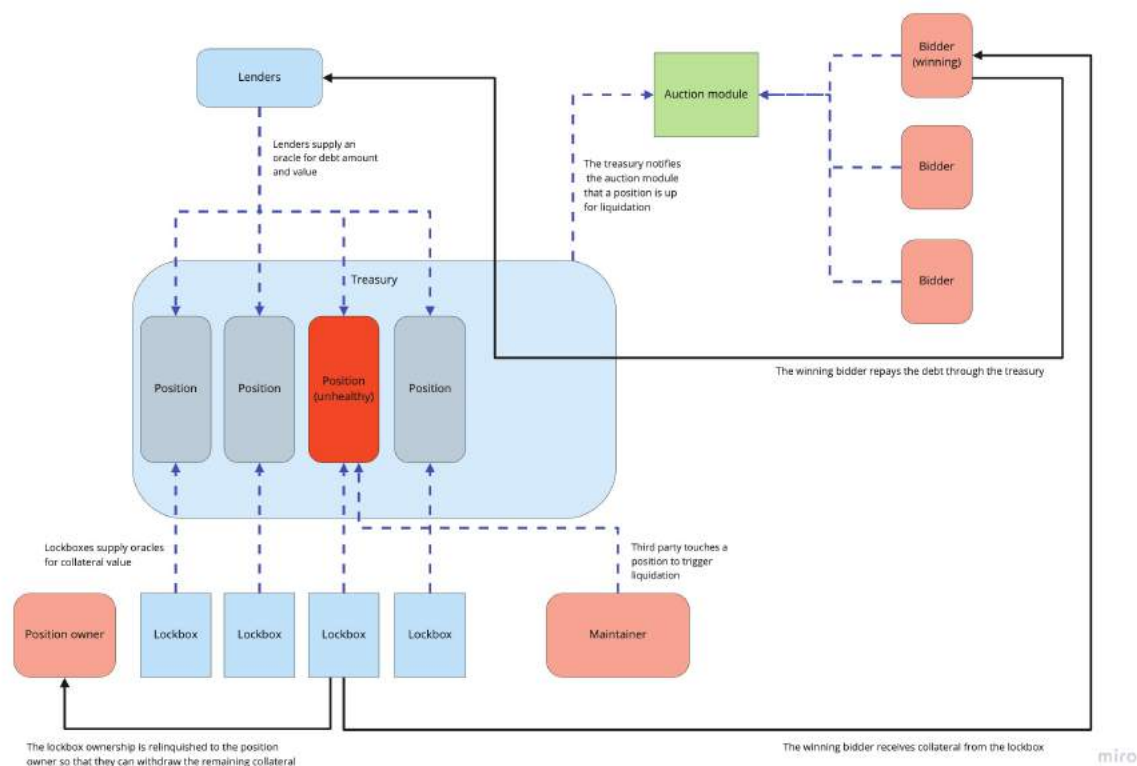 Lenders
Auction module
Bidder
(winning)
Lenders supply an
oracle for debt amount
and value
The treasury notifies
the auction module
that a position is up
for liquidation
Bidder
Bidder
Treasury
Position
Position
Position
(unhealthy)
Position
The winning bidder repays the debt through the treasury
Lockboxes supply oracles
for collateral value
Third party touches a
position to trigger
liquidation
Position owner
Lockbox
Lockbox
Lockbox
Lockbox
Maintainer
The lockbox ownership is relinquished to the position
owner so that they can withdraw the remaining collateral
The winning bidder receives collateral from the lockbox
miro